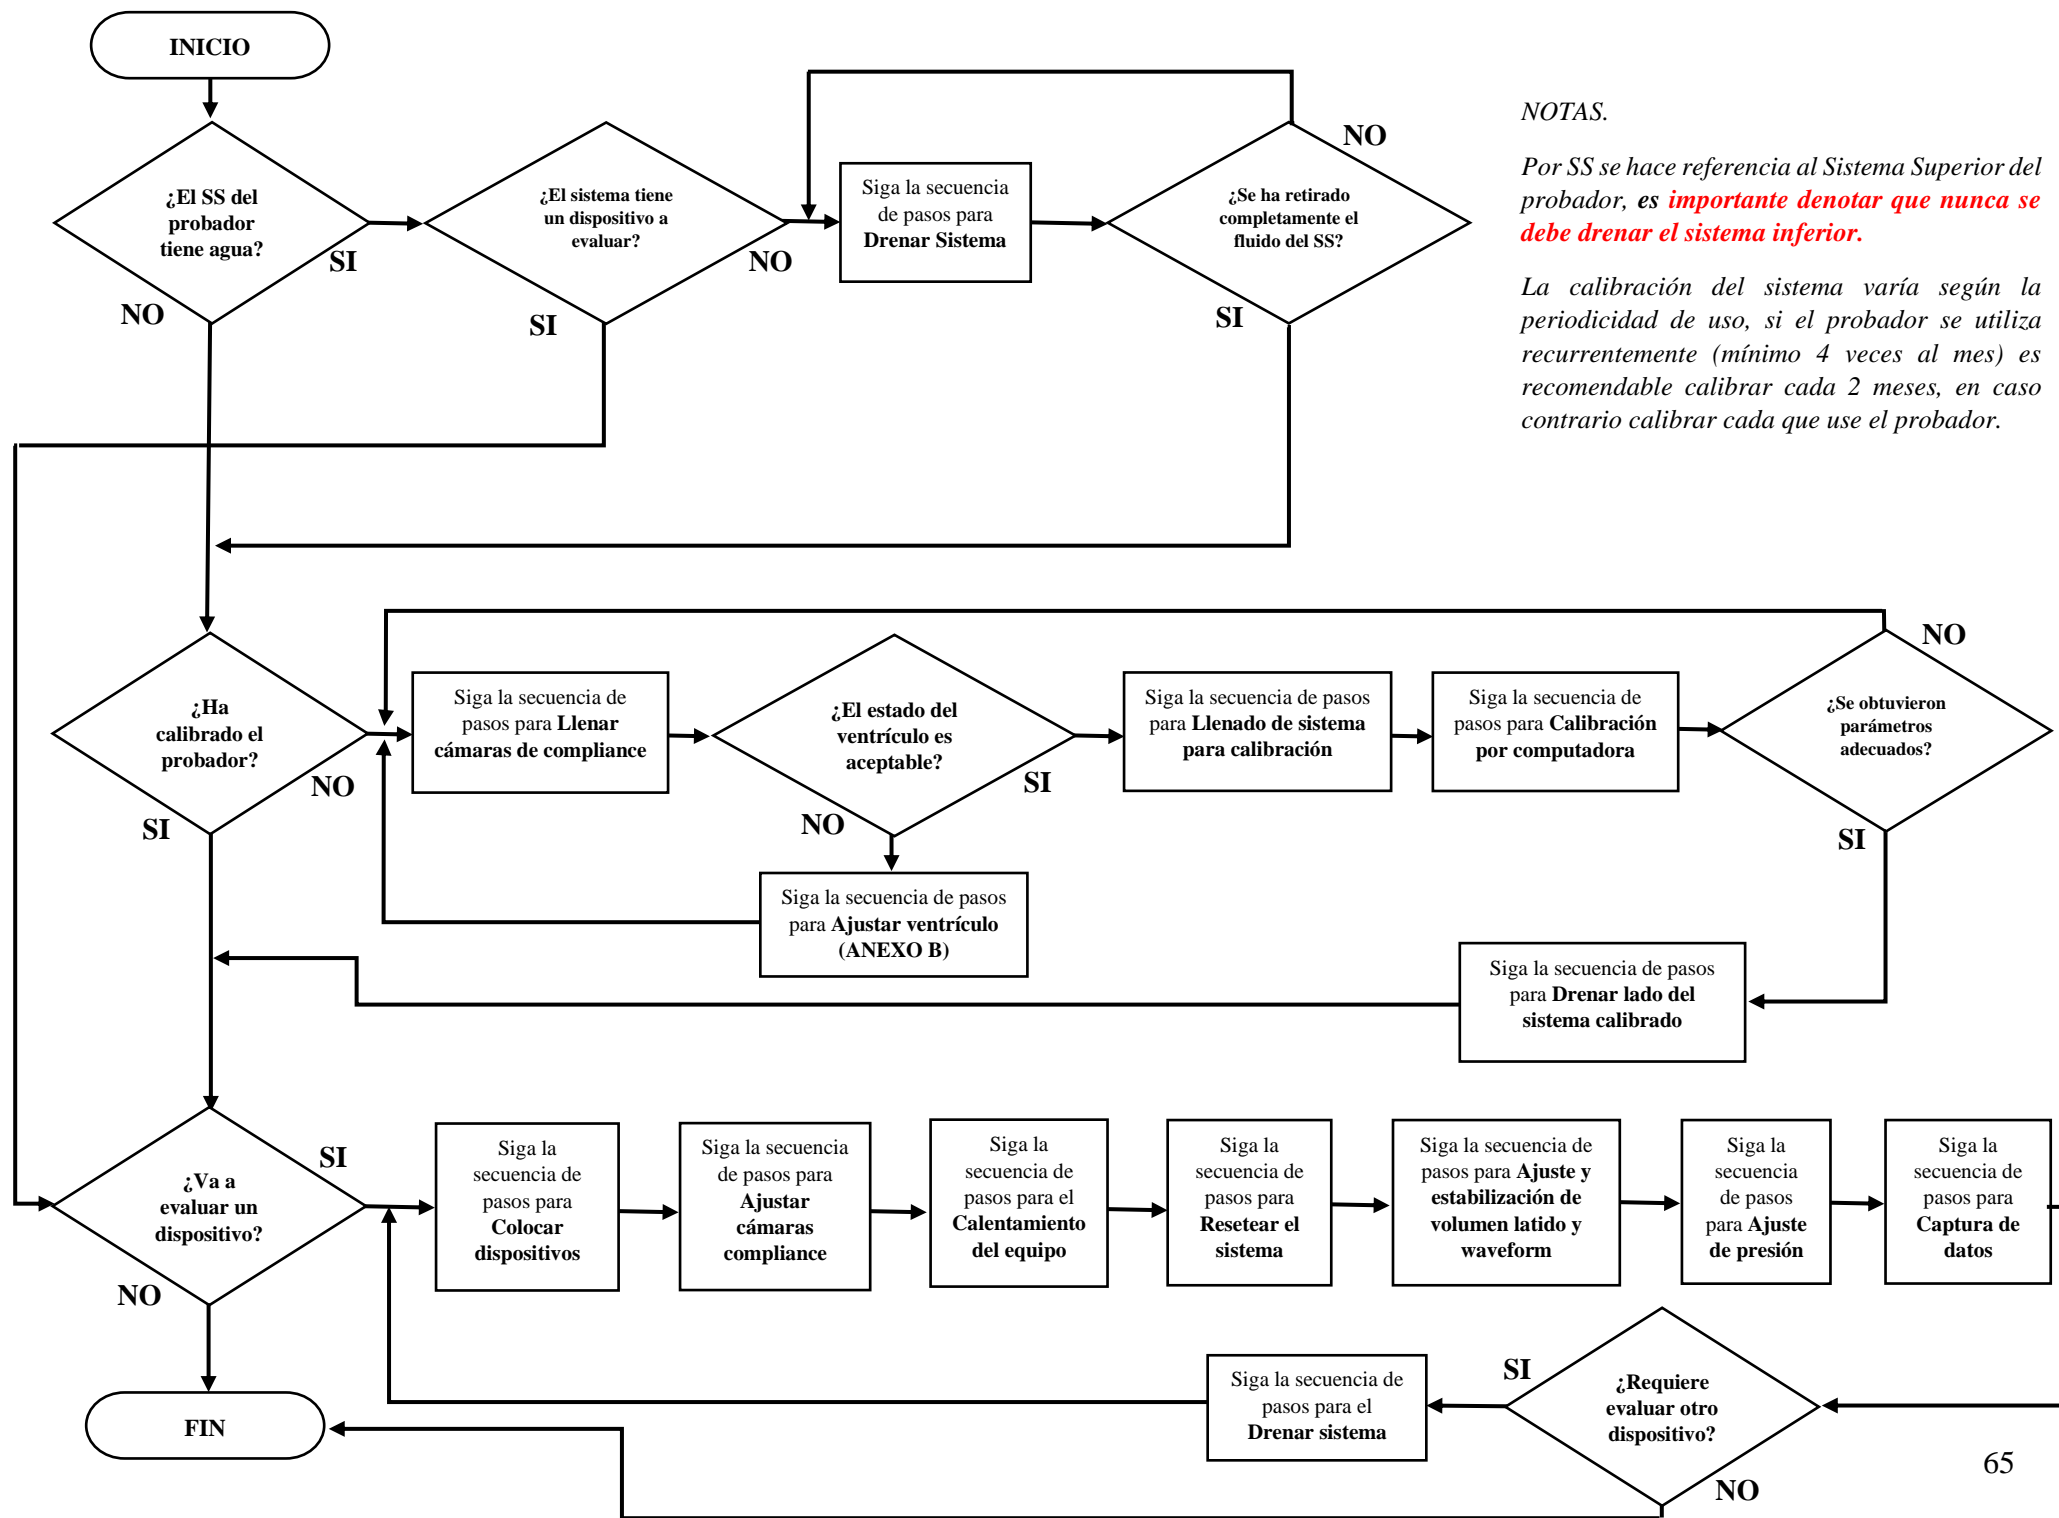 INICIO
¿El SS del
probador
tiene agua?
SI
NO
¿El sistema tiene
un dispositivo a
evaluar?
NO
SI
Siga la secuencia
de pasos para
Drenar Sistema
¿Se ha retirado
completamente el
fluido del SS?
NO
SI
NOTAS.
Por SS se hace referencia al Sistema Superior del
probador, es importante denotar que nunca se
debe drenar el sistema inferior.
La calibración del sistema varía según la
periodicidad de uso, si el probador se utiliza
recurrentemente (mínimo 4 veces al mes) es
recomendable calibrar cada 2 meses, en caso
contrario calibrar cada que use el probador.
¿Ha
calibrado el
probador?
NO
SI
Siga la secuencia de
pasos para Llenar
cámaras de compliance
¿El estado del
ventrículo es
aceptable?
SI
NO
Siga la secuencia de pasos
para Ajustar ventrículo
(ANEXO B)
Siga la secuencia de pasos
para Llenado de sistema
para calibración
Siga la secuencia de
pasos para Calibración
por computadora
¿Se obtuvieron
parámetros
adecuados?
NO
SI
Siga la secuencia de pasos
para Drenar lado del
sistema calibrado
¿Va a
evaluar un
dispositivo?
SI
NO
Siga la
secuencia de
pasos para
Colocar
dispositivos
Siga la secuencia
de pasos para
Ajustar
cámaras
compliance
Siga la
secuencia de
pasos para el
Calentamiento
del equipo
Siga la
secuencia de
pasos para
Resetear el
sistema
Siga la secuencia de
pasos para Ajuste y
estabilización de
volumen latido y
waveform
Siga la
secuencia
de pasos
para Ajuste
de presión
Siga la
secuencia de
pasos para
Captura de
datos
¿Requiere
evaluar otro
dispositivo?
SI
NO
Siga la secuencia de
pasos para el
Drenar sistema
FIN
65